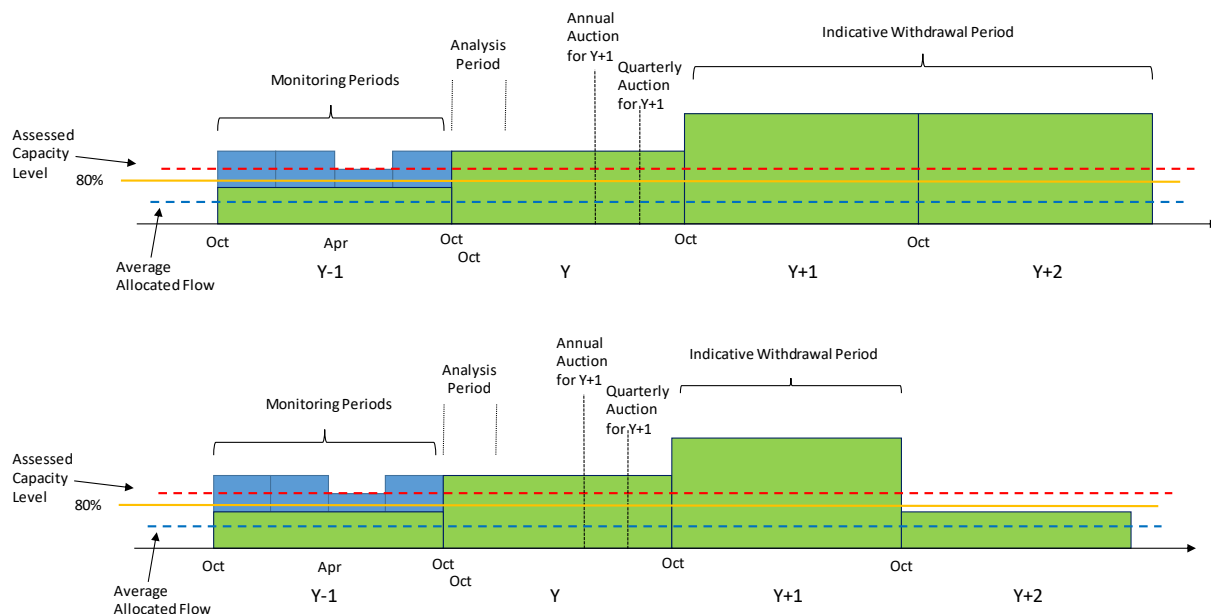 Annual
Auction
for Y+1
Indicative Withdrawal Period
Analysis
Period
Quarterly
Auction
for Y+1
Monitoring Periods
Assessed
Capacity
Level
80%
Oct
Apr
Oct
Oct
Oct
Oct
Average
Allocated Flow
Y-1
Y
Y+1
Y+2
Annual
Auction
for Y+1
Indicative Withdrawal Period
Analysis
Period
Quarterly
Auction
for Y+1
Monitoring Periods
Assessed
Capacity
Level
80%
Oct
Apr
Oct
Oct
Oct
Oct
Average
Allocated Flow
Y-1
Y
Y+1
Y+2